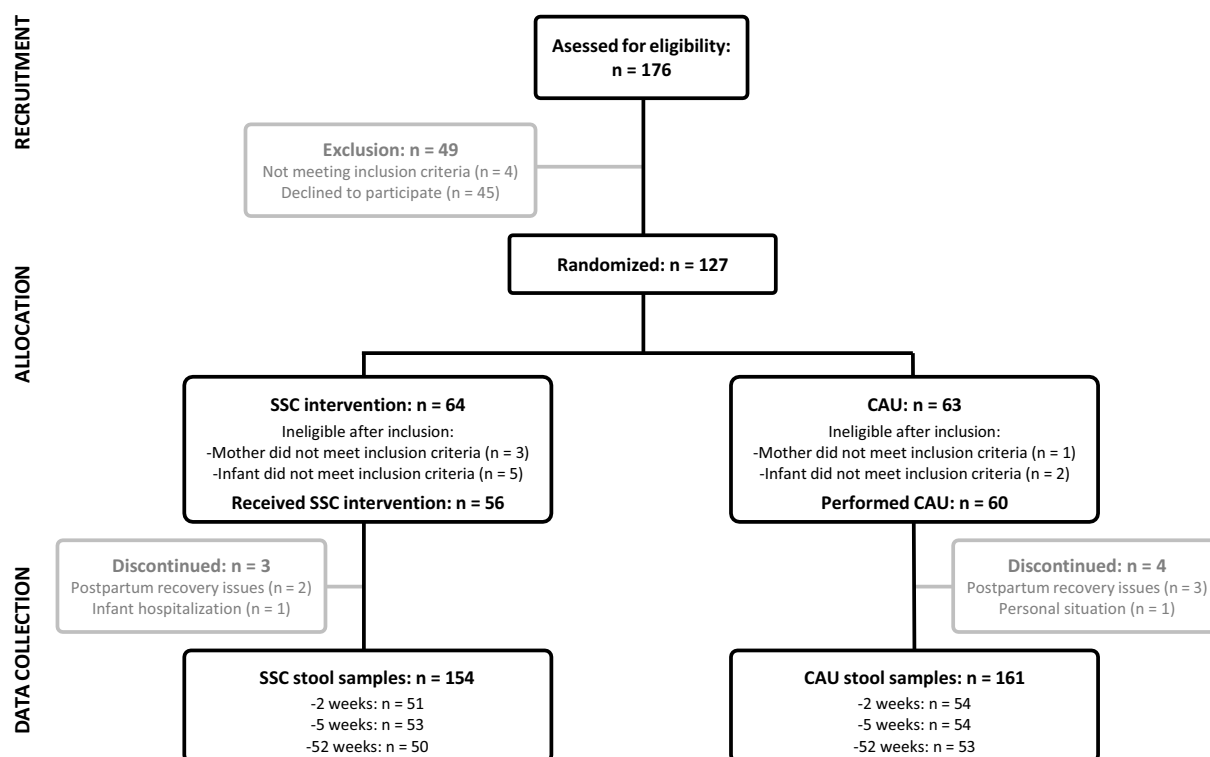 RECRUITMENT
Asessed for eligibility:
n = 176
Exclusion: n = 49
Not meeting inclusion criteria (n = 4)
Declined to participate (n = 45)
ALLOCATION
Randomized: n = 127
SSC intervention: n = 64
Ineligible after inclusion:
-Mother did not meet inclusion criteria (n = 3)
-Infant did not meet inclusion criteria (n = 5)
Received SSC intervention: n = 56
CAU: n = 63
Ineligible after inclusion:
-Mother did not meet inclusion criteria (n = 1)
-Infant did not meet inclusion criteria (n = 2)
Performed CAU: n = 60
DATA COLLECTION
Discontinued: n = 3
Postpartum recovery issues (n = 2)
Infant hospitalization (n = 1)
Discontinued: n = 4
Postpartum recovery issues (n = 3)
Personal situation (n = 1)
SSC stool samples: n = 154
-2 weeks: n = 51
-5 weeks: n = 53
-52 weeks: n = 50
CAU stool samples: n = 161
-2 weeks: n = 54
-5 weeks: n = 54
-52 weeks: n = 53